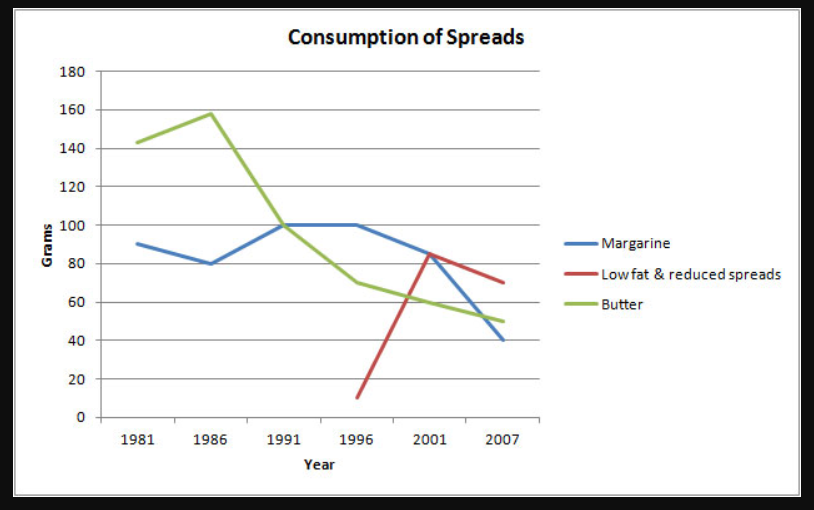 Consumption of Spreads
180
160
140
120
100
80
60
40
20
0
Grams
1981 1986 1991 1996 2001 2007
Year
Margarine
Low fat & reduced spreads
Butter